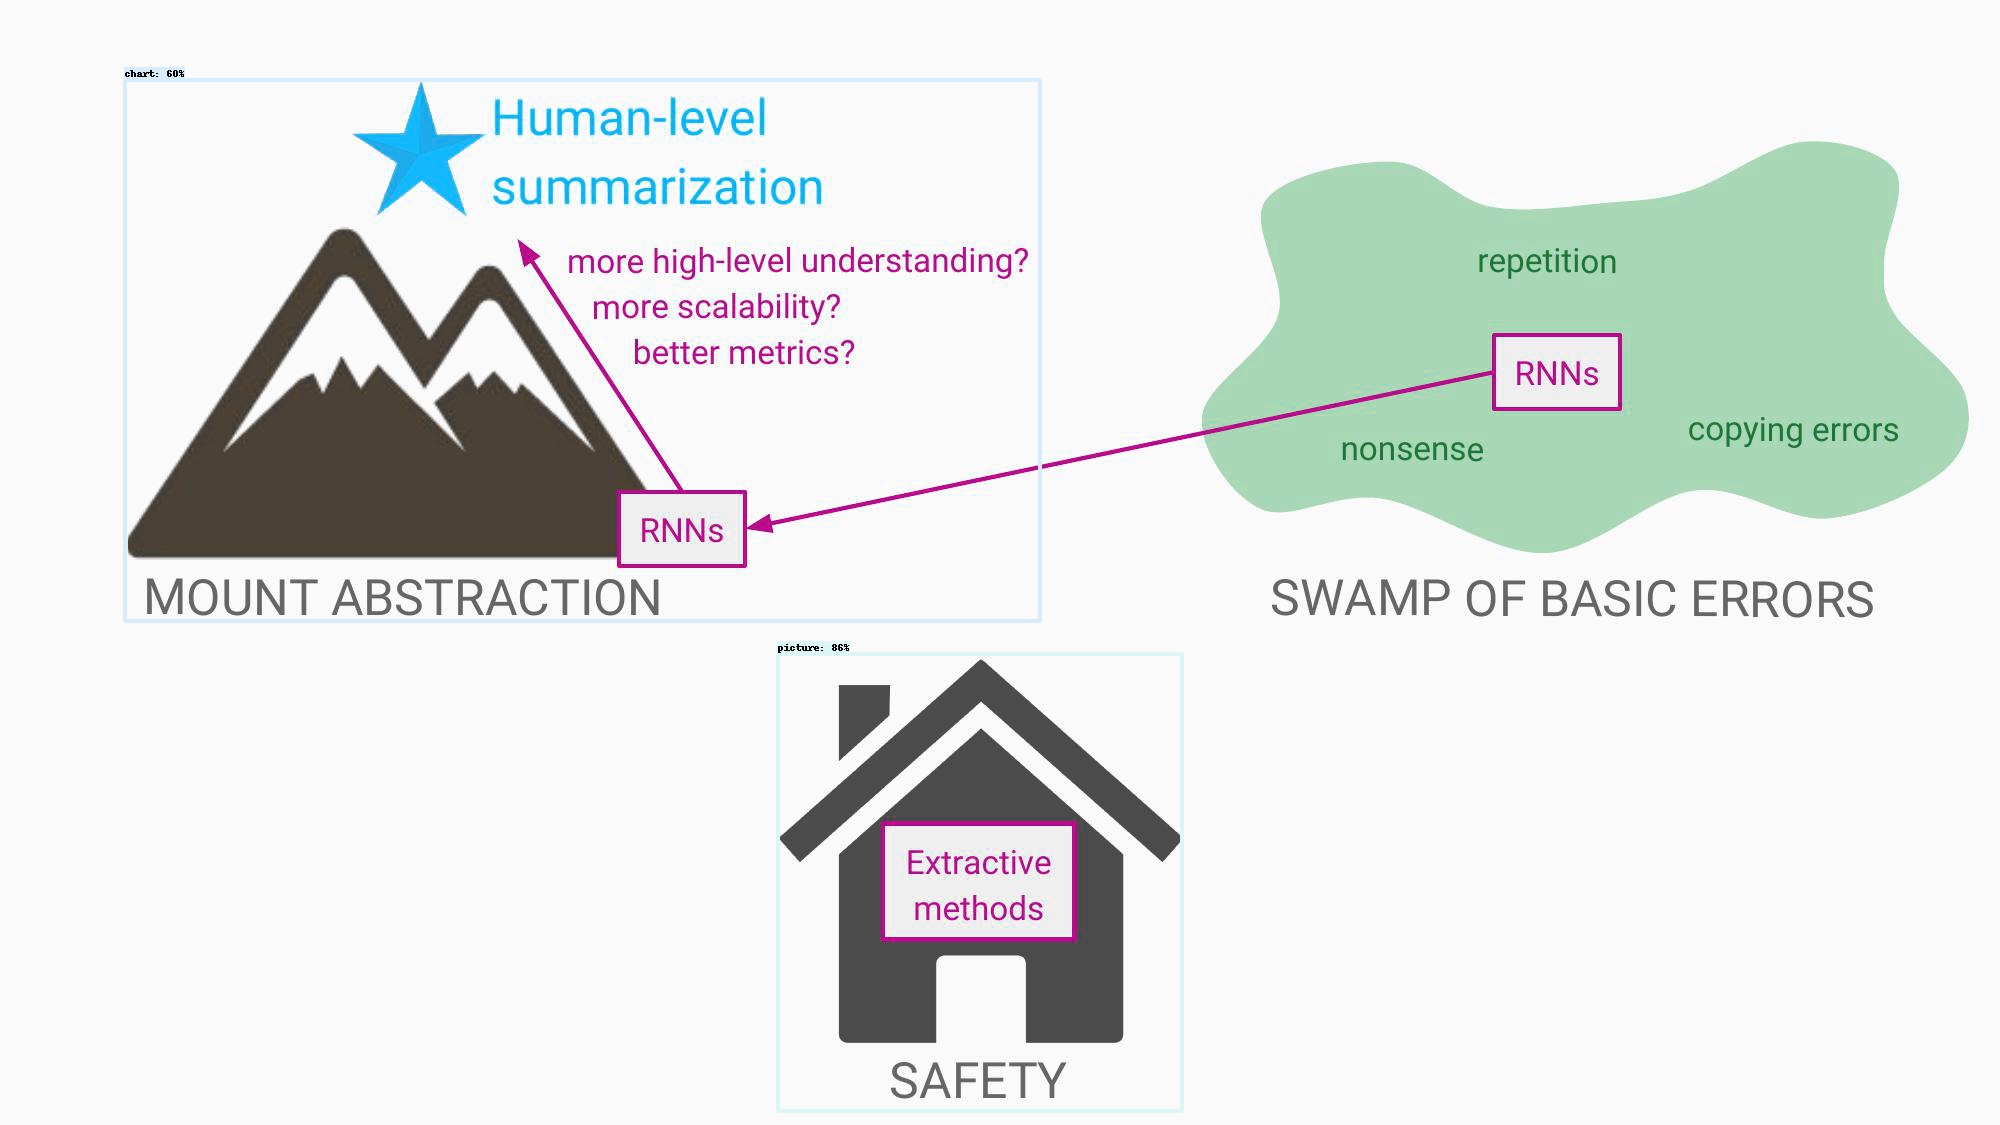 chart: 60%
Human-level
summarization
more high-level understanding?
more scalability?
better metrics?
RNNs
MOUNT ABSTRACTION
repetition
RNNs
nonsense
copying errors
SWAMP OF BASIC ERRORS
picture: 86%
Extractive
methods
SAFETY